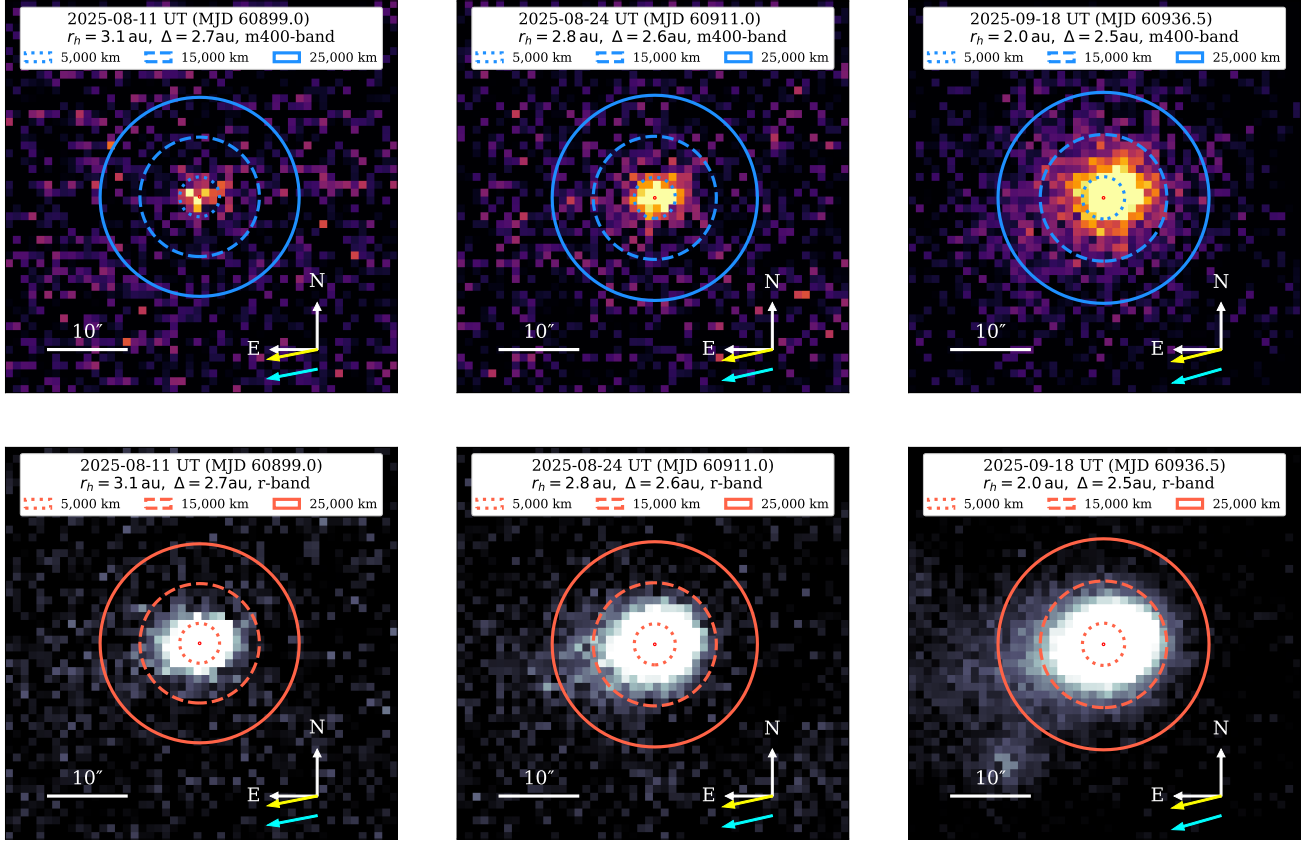 2025-08-11 UT (MJD 60899.0)
r_h = 3.1 au, Δ = 2.7au, m400-band
5,000 km 15,000 km 25,000 km
N
10″
E
2025-08-24 UT (MJD 60911.0)
r_h = 2.8 au, Δ = 2.6au, m400-band
5,000 km 15,000 km 25,000 km
N
10″
E
2025-09-18 UT (MJD 60936.5)
r_h = 2.0 au, Δ = 2.5au, m400-band
5,000 km 15,000 km 25,000 km
N
10″
E
2025-08-11 UT (MJD 60899.0)
r_h = 3.1 au, Δ = 2.7au, r-band
5,000 km 15,000 km 25,000 km
N
10″
E
2025-08-24 UT (MJD 60911.0)
r_h = 2.8 au, Δ = 2.6au, r-band
5,000 km 15,000 km 25,000 km
N
10″
E
2025-09-18 UT (MJD 60936.5)
r_h = 2.0 au, Δ = 2.5au, r-band
5,000 km 15,000 km 25,000 km
N
10″
E